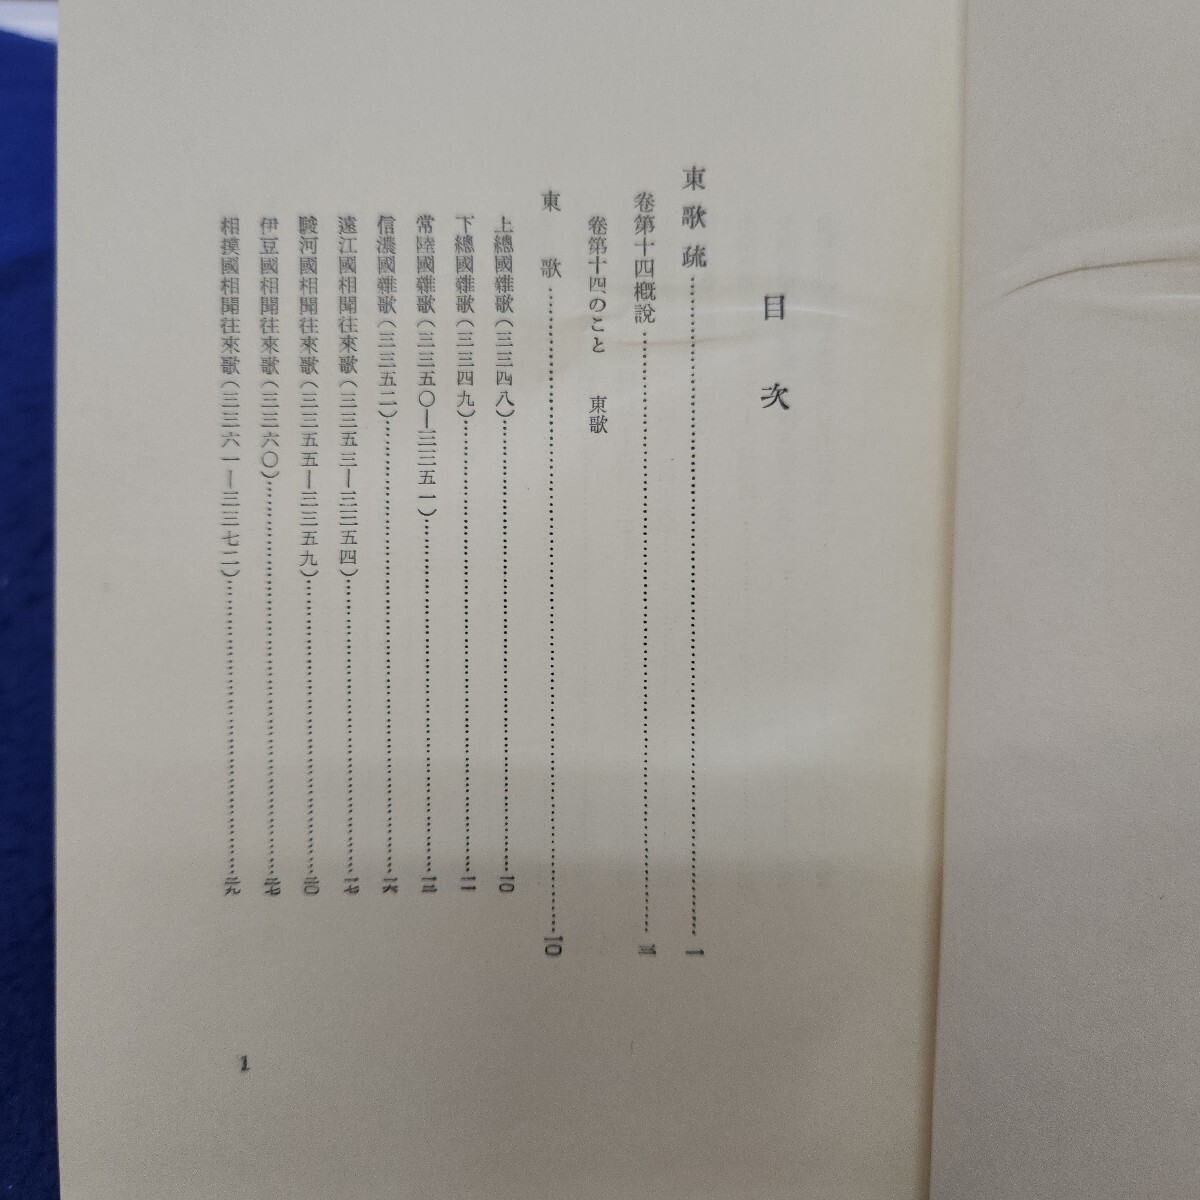 目次
東歌疏……一
卷第十四概說……三
卷第十四のこと　東歌
東歌……一〇
上總國雜歌（三三四八）……一〇
下總國雜歌（三三四九）……一一
常陸國雜歌（三三五〇—三三五一）……一三
信濃國雜歌（三三五二）……一六
遠江國相聞往來歌（三三五三—三三五四）……一七
駿河國相聞往來歌（三三五五—三三五九）……二〇
伊豆國相聞往來歌（三三六〇）……二七
相摸國相聞往來歌（三三六一—三三七二）……二九
1